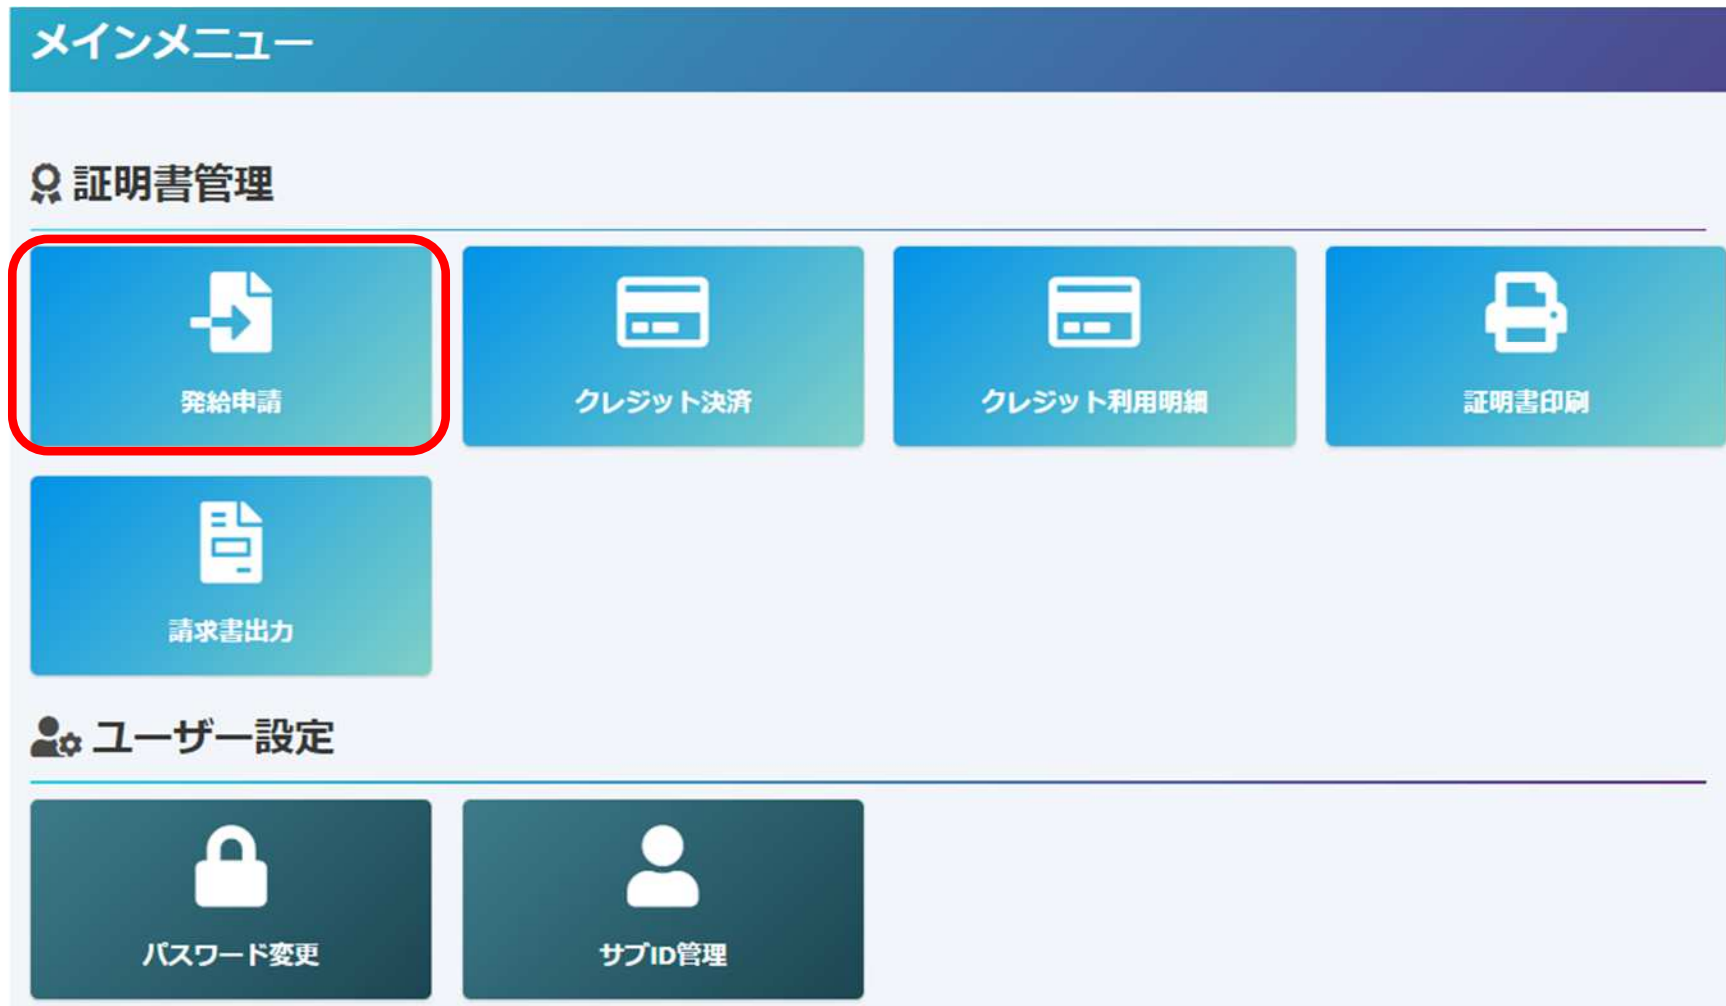 メインメニュー
証明書管理
発給申請
クレジット決済
クレジット利用明細
証明書印刷
請求書出力
ユーザー設定
パスワード変更
サブID管理